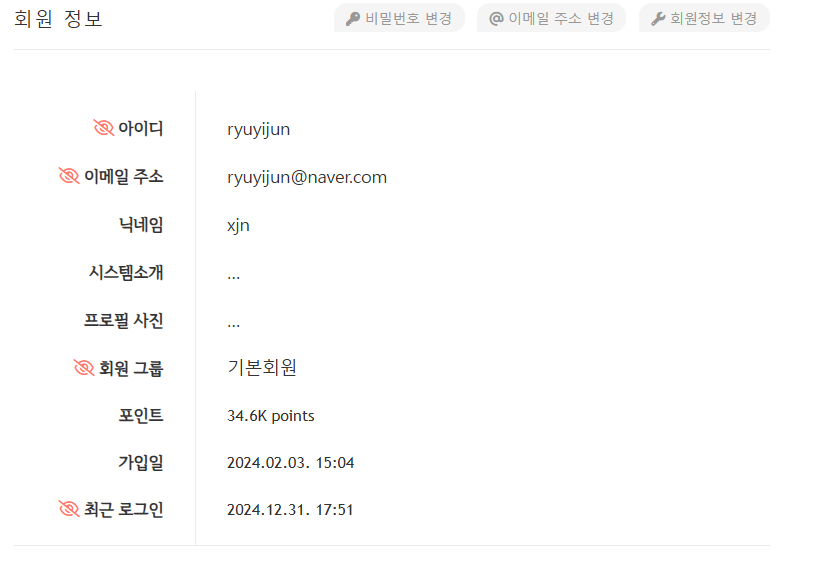 회원 정보 비밀번호 변경 @ 이메일 주소 변경 회원정보 변경
아이디 ryuyijun
이메일 주소 ryuyijun@naver.com
닉네임 xjn
시스템소개 ...
프로필 사진 ...
회원 그룹 기본회원
포인트 34.6K points
가입일 2024.02.03. 15:04
최근 로그인 2024.12.31. 17:51